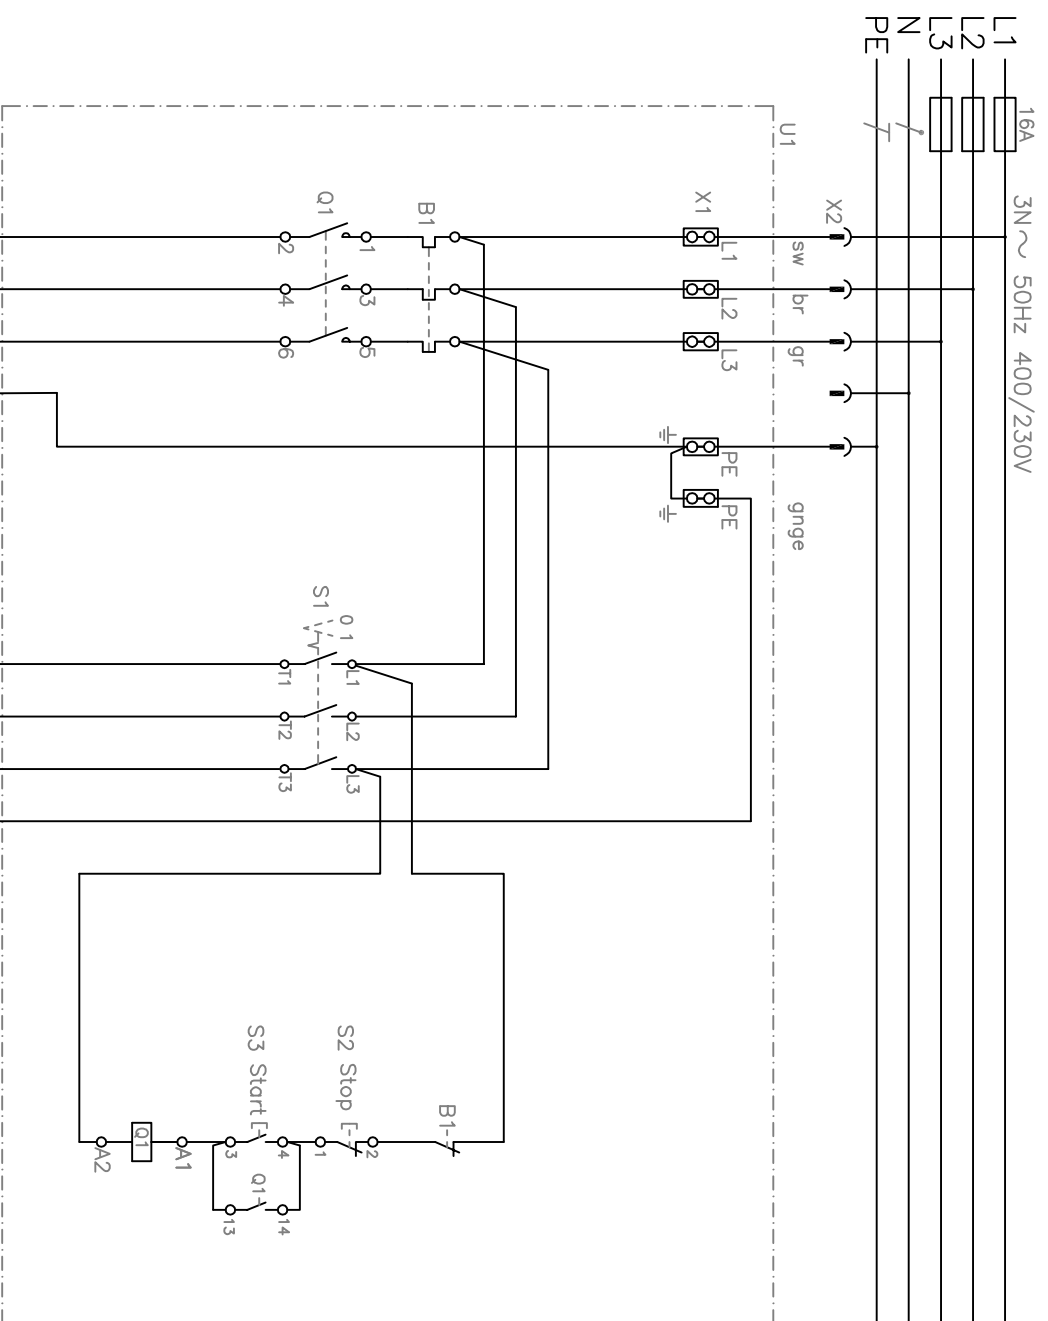 L1
L2
L3
N
PE
16A
3N~ 50Hz 400/230V
U1
X2
sw
br
gr
gnge
X1
L1
L2
L3
PE
PE
B1
Q1
1
3
5
2
4
6
S1
0 1
L1
L2
L3
T1
T2
T3
B1
S2 Stop
2
1
S3 Start
4
3
Q1
14
13
A1
Q1
A2